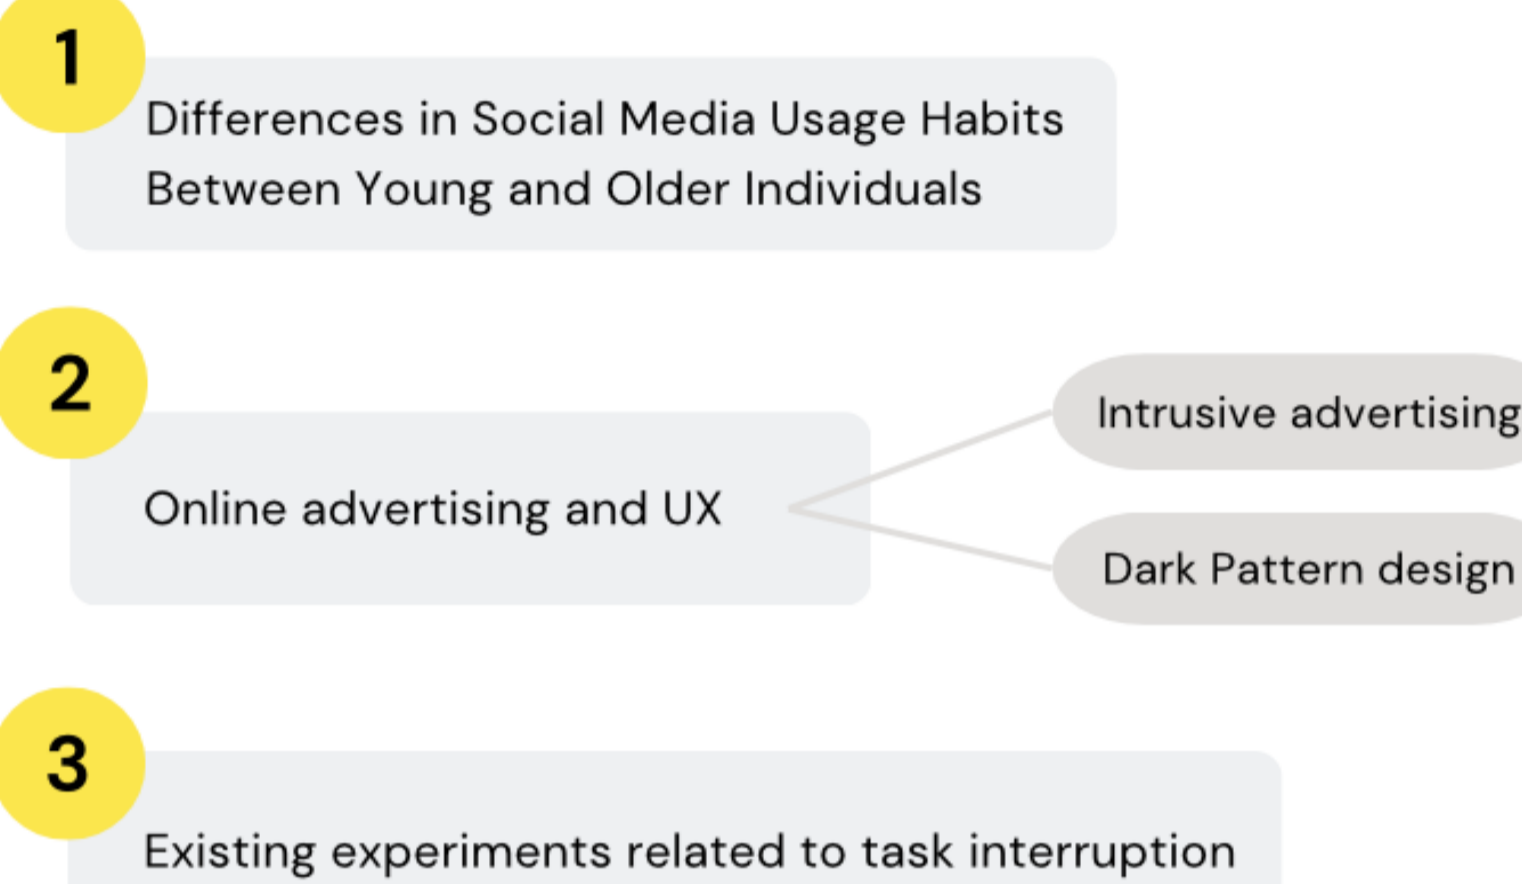 1
Differences in Social Media Usage Habits
Between Young and Older Individuals
2
Online advertising and UX
Intrusive advertising
Dark Pattern design
3
Existing experiments related to task interruption